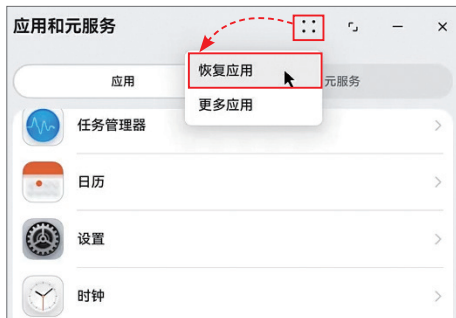 应用和元服务
应用
元服务
恢复应用
更多应用
任务管理器
日历
设置
时钟